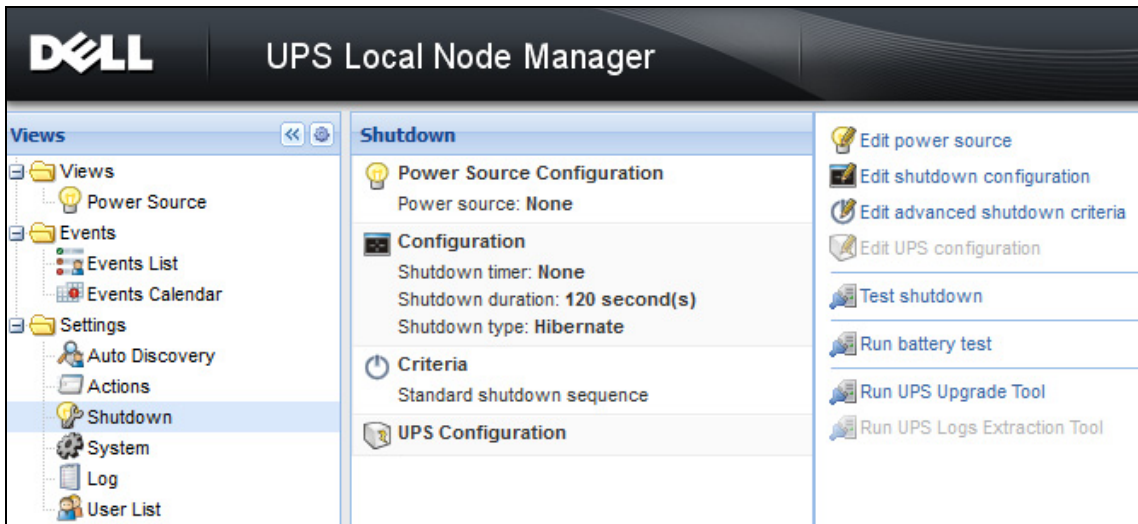 DELL
UPS Local Node Manager
Views
Views
Power Source
Events
Events List
Events Calendar
Settings
Auto Discovery
Actions
Shutdown
System
Log
User List
Shutdown
Power Source Configuration
Power source: None
Configuration
Shutdown timer: None
Shutdown duration: 120 second(s)
Shutdown type: Hibernate
Criteria
Standard shutdown sequence
UPS Configuration
Edit power source
Edit shutdown configuration
Edit advanced shutdown criteria
Edit UPS configuration
Test shutdown
Run battery test
Run UPS Upgrade Tool
Run UPS Logs Extraction Tool